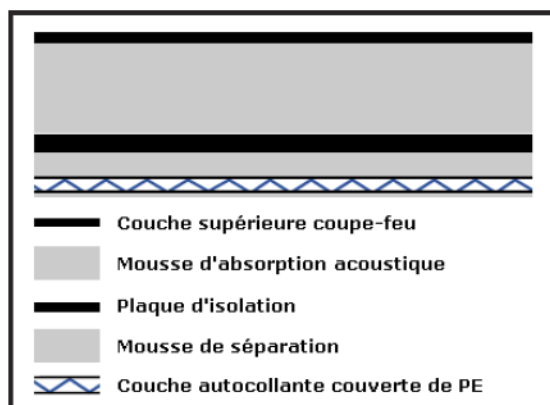 Couche supérieure coupe-feu
Mousse d'absorption acoustique
Plaque d'isolation
Mousse de séparation
Couche autocollante couverte de PE